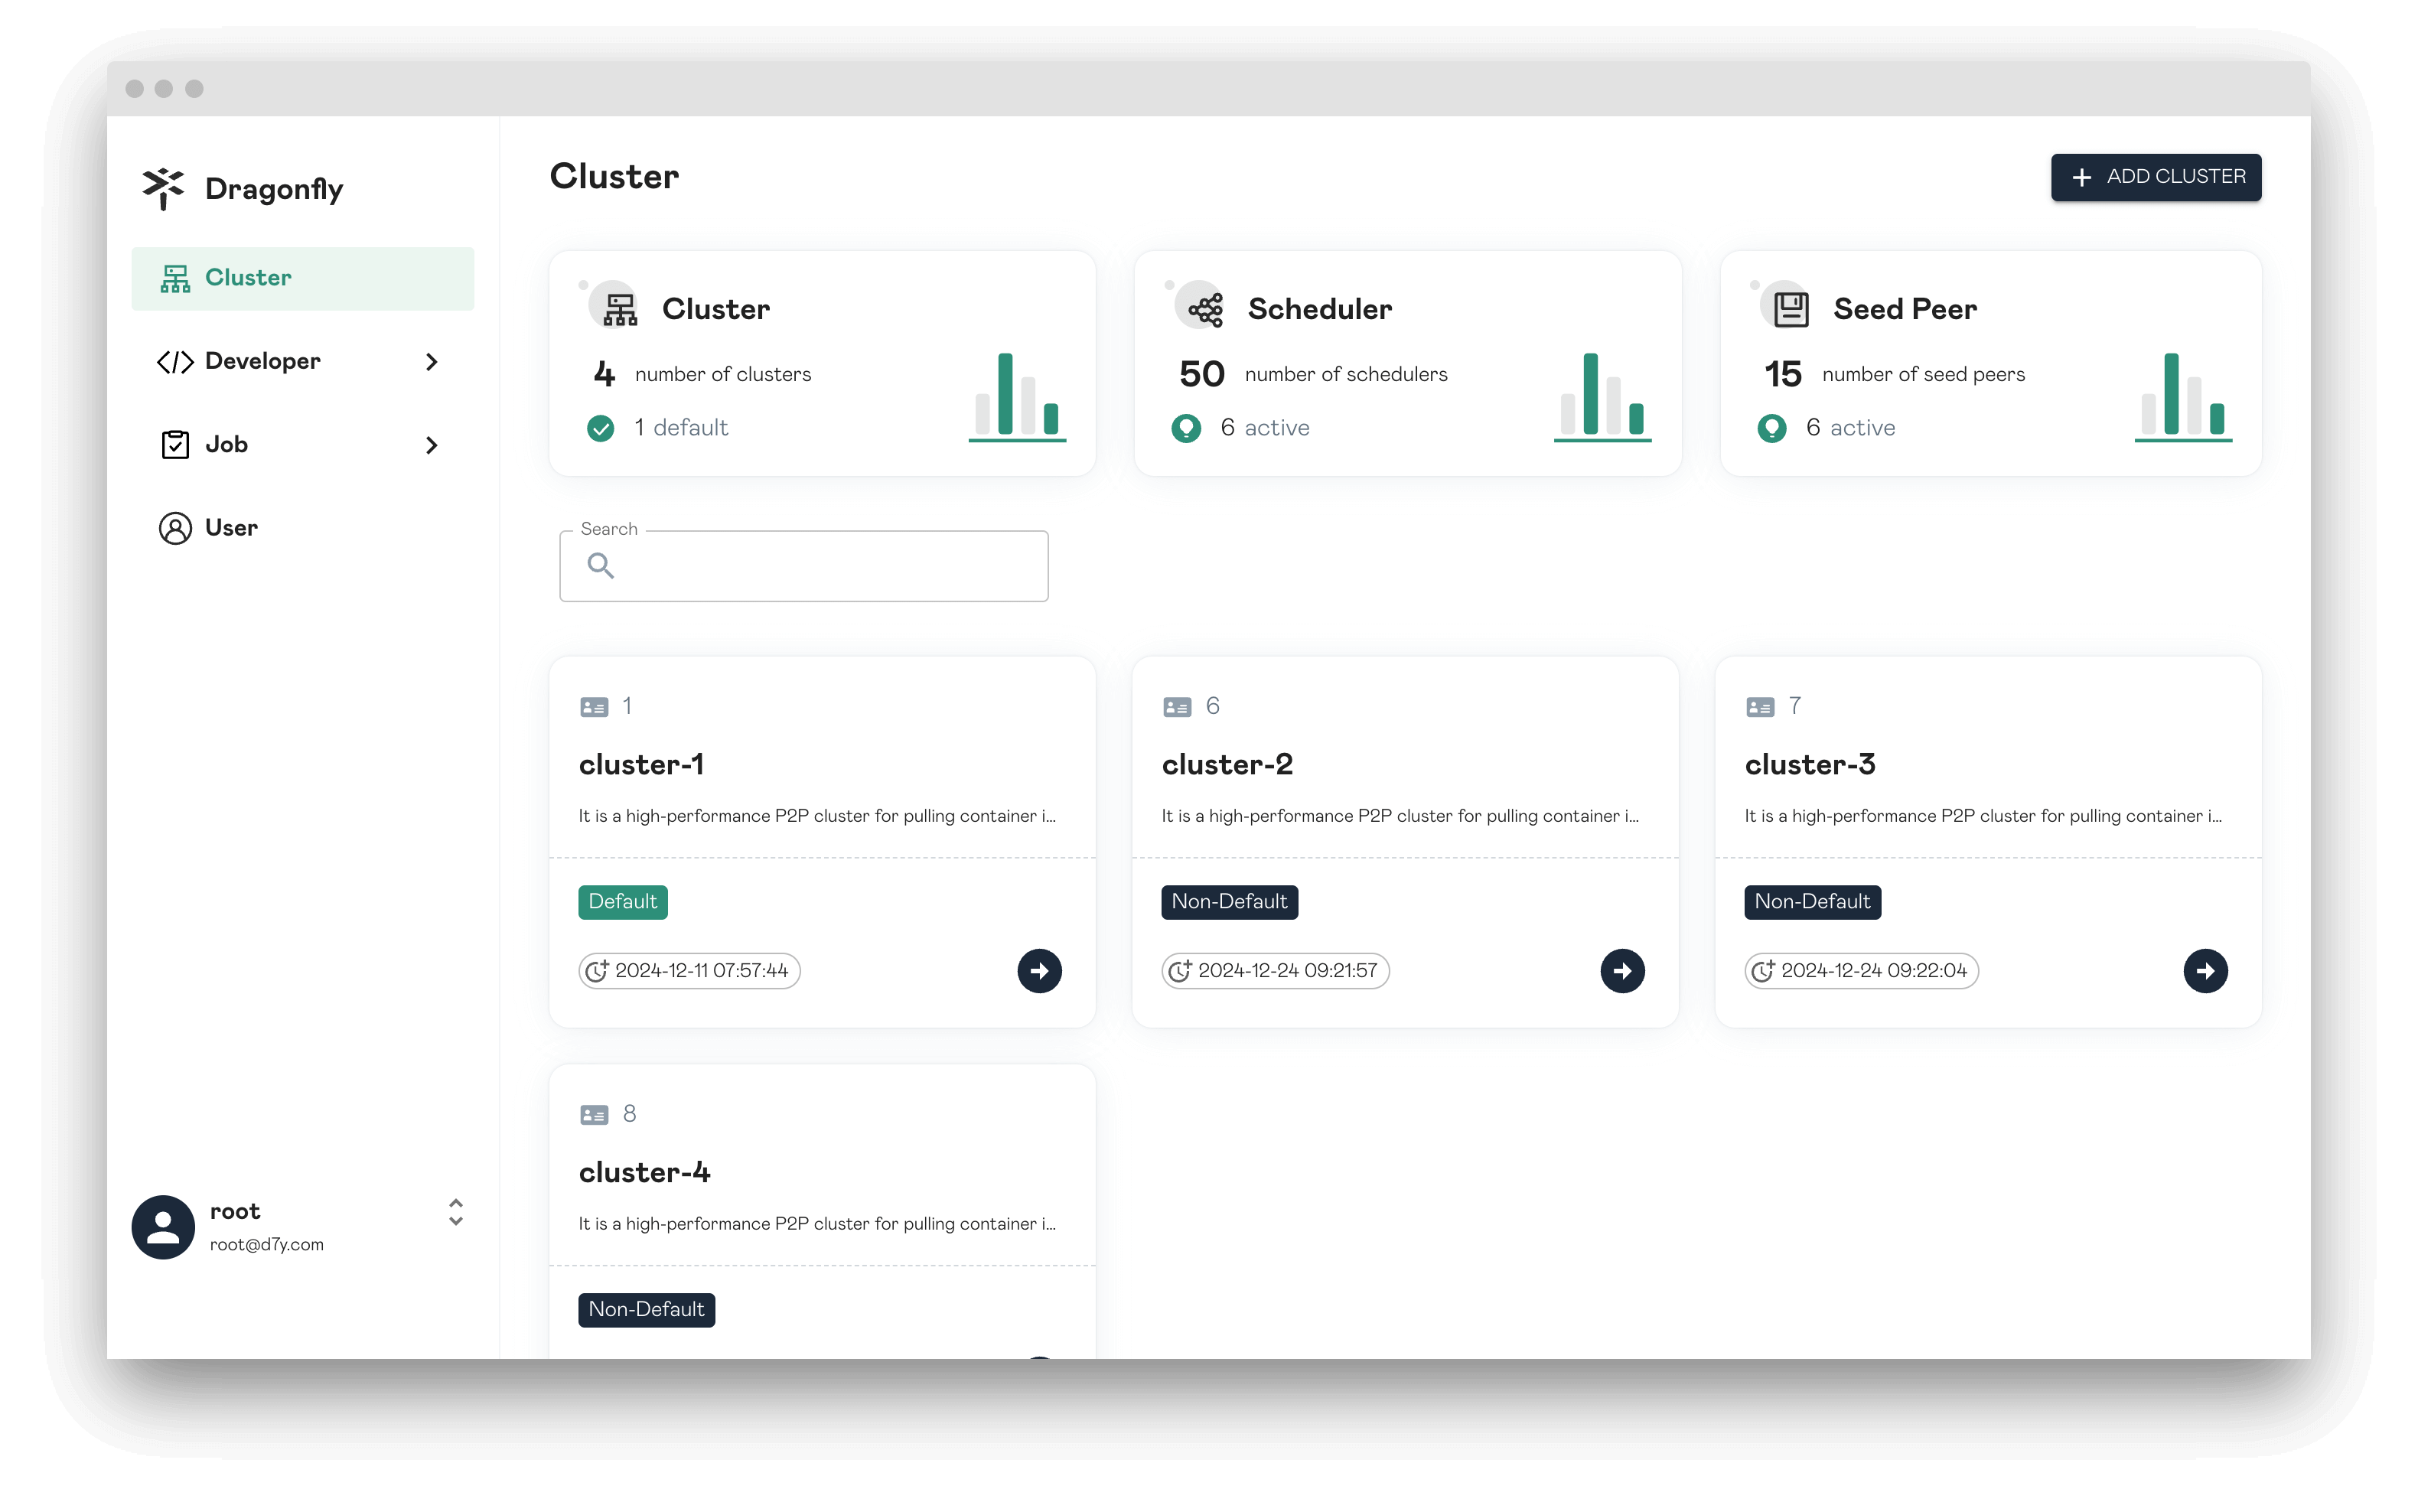 Dragonfly
Cluster
Developer
Job
User
root
root@d7y.com
Cluster
ADD CLUSTER
Cluster
4 number of clusters
1 default
Scheduler
50 number of schedulers
6 active
Seed Peer
15 number of seed peers
6 active
Search
1
cluster-1
It is a high-performance P2P cluster for pulling container i...
Default
2024-12-11 07:57:44
6
cluster-2
It is a high-performance P2P cluster for pulling container i...
Non-Default
2024-12-24 09:21:57
7
cluster-3
It is a high-performance P2P cluster for pulling container i...
Non-Default
2024-12-24 09:22:04
8
cluster-4
It is a high-performance P2P cluster for pulling container i...
Non-Default